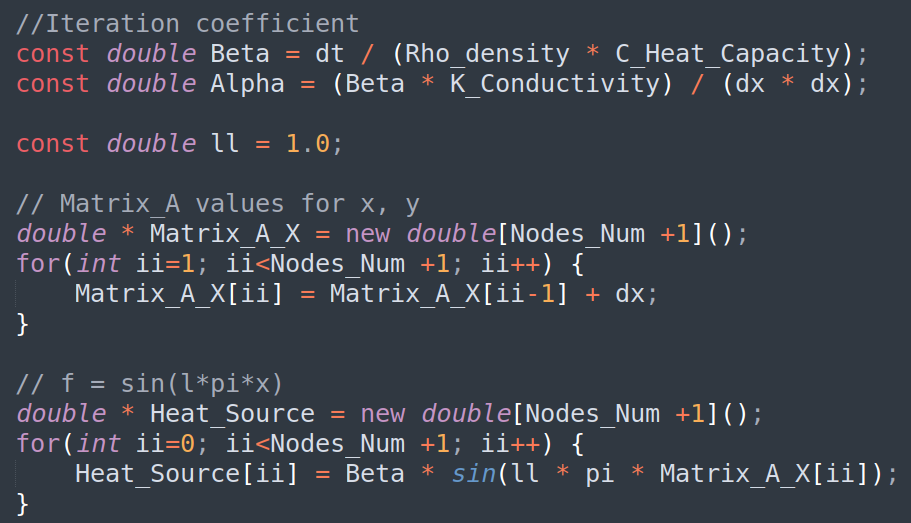 //Iteration coefficient
const double Beta = dt / (Rho_density * C_Heat_Capacity);
const double Alpha = (Beta * K_Conductivity) / (dx * dx);
const double ll = 1.0;
// Matrix_A values for x, y
double * Matrix_A_X = new double[Nodes_Num +1]();
for(int ii=1; ii<Nodes_Num +1; ii++) {
    Matrix_A_X[ii] = Matrix_A_X[ii-1] + dx;
}
// f = sin(l*pi*x)
double * Heat_Source = new double[Nodes_Num +1]();
for(int ii=0; ii<Nodes_Num +1; ii++) {
    Heat_Source[ii] = Beta * sin(ll * pi * Matrix_A_X[ii]);
}